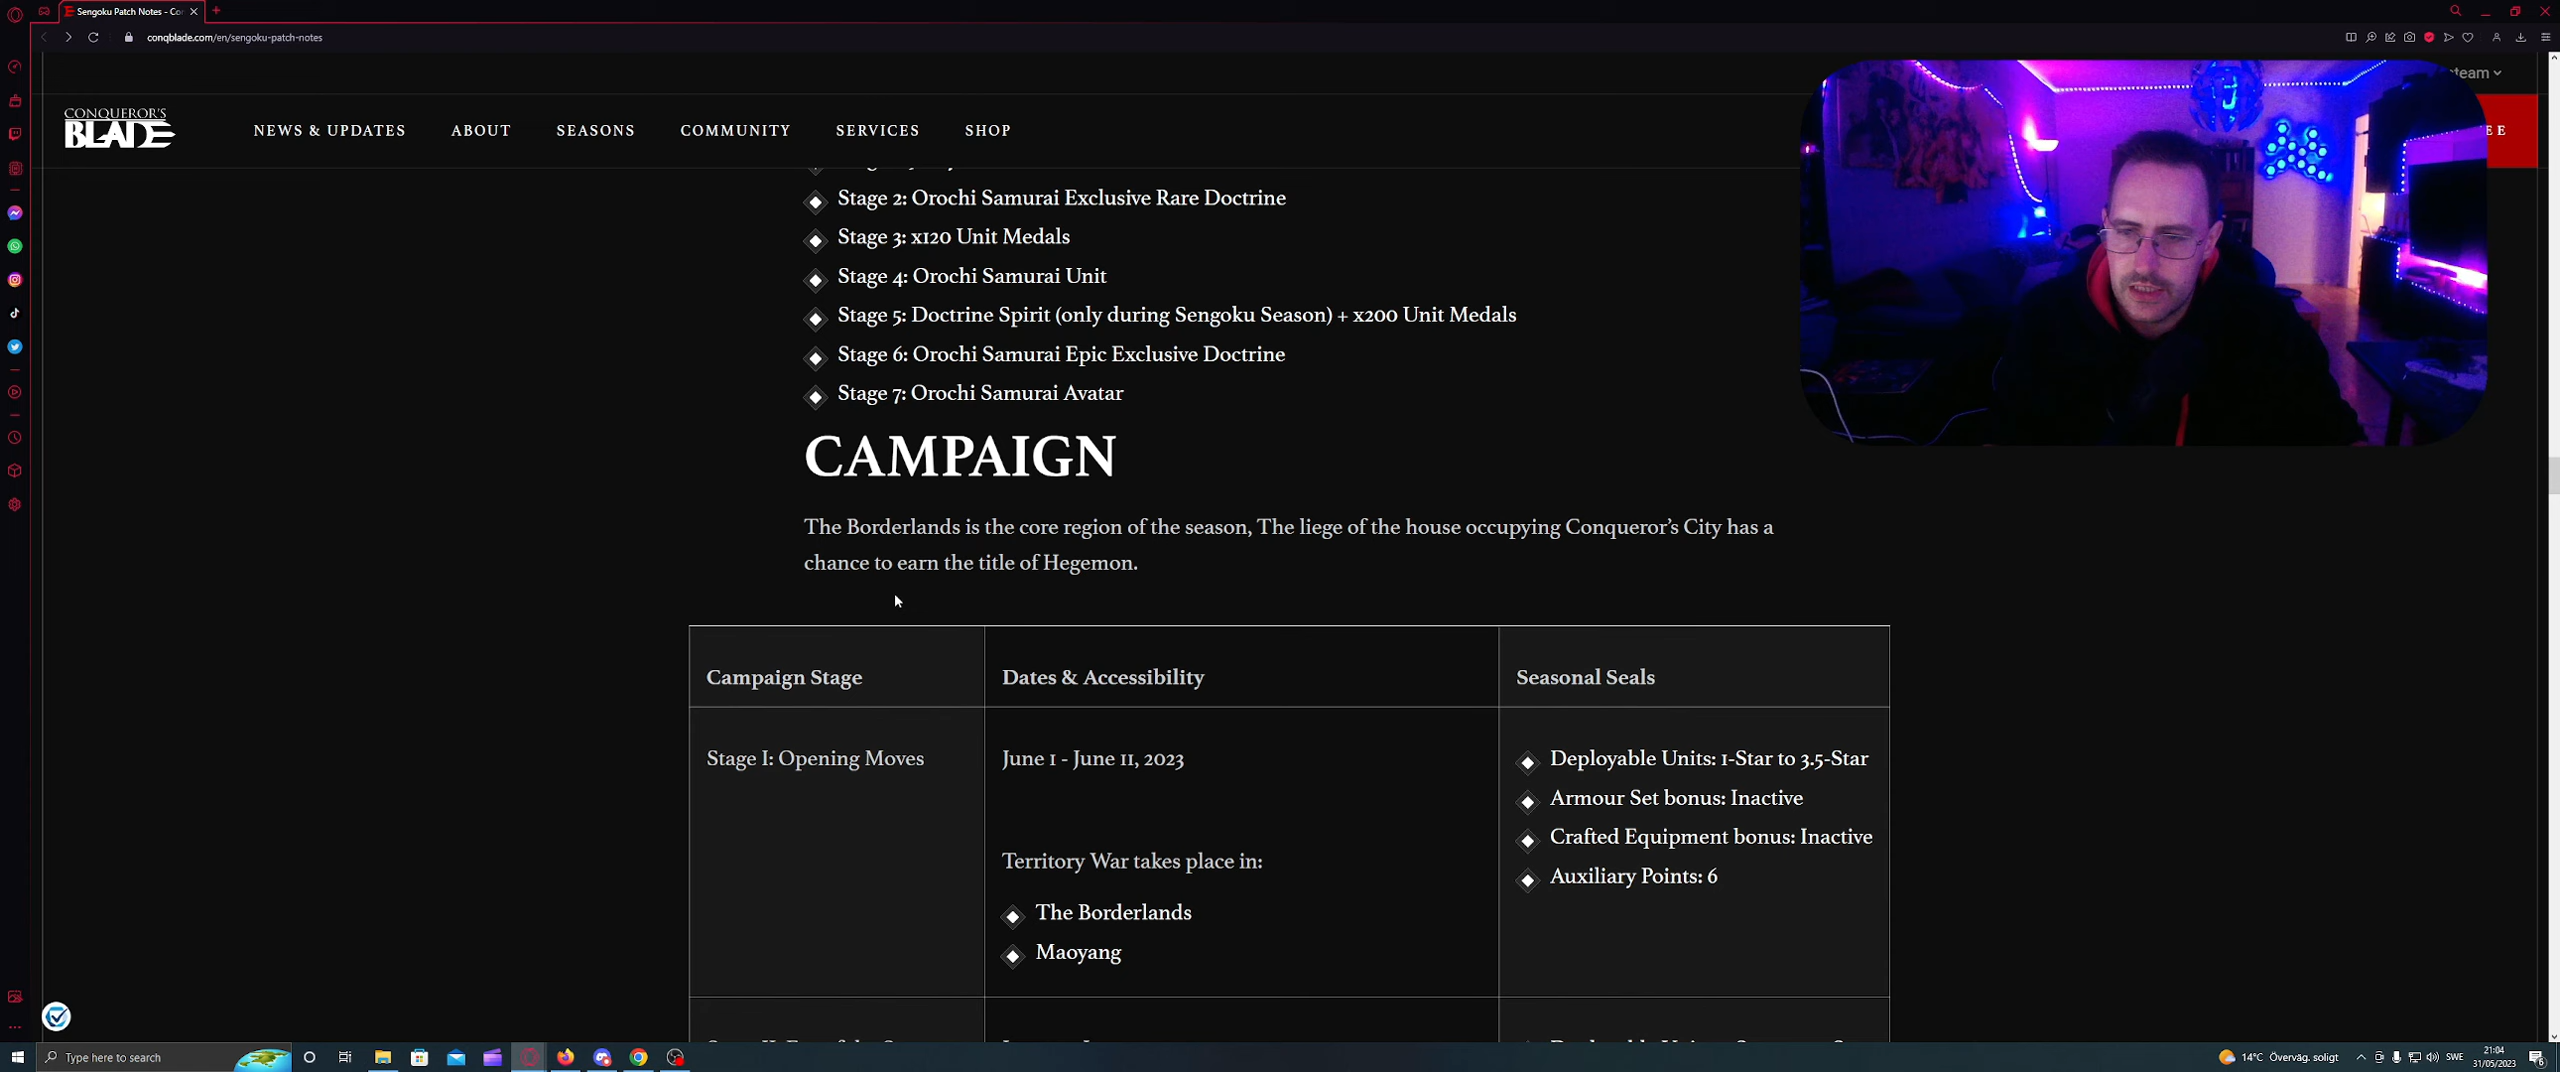 Sengoku Patch Notes - Co
conqblade.com/en/sengoku-patch-notes
CONQUEROR'S
BLADE
NEWS & UPDATES
ABOUT
SEASONS
COMMUNITY
SERVICES
SHOP
Stage 2: Orochi Samurai Exclusive Rare Doctrine
Stage 3: x120 Unit Medals
Stage 4: Orochi Samurai Unit
Stage 5: Doctrine Spirit (only during Sengoku Season) + x200 Unit Medals
Stage 6: Orochi Samurai Epic Exclusive Doctrine
Stage 7: Orochi Samurai Avatar
CAMPAIGN
The Borderlands is the core region of the season, The liege of the house occupying Conqueror's City has a
chance to earn the title of Hegemon.
Campaign Stage
Dates & Accessibility
Seasonal Seals
Stage I: Opening Moves
June 1 - June 11, 2023
Territory War takes place in:
The Borderlands
Maoyang
Deployable Units: 1-Star to 3.5-Star
Armour Set bonus: Inactive
Crafted Equipment bonus: Inactive
Auxiliary Points: 6
Type here to search
14°C Överväg. soligt
SWE
21:04
31/05/2023